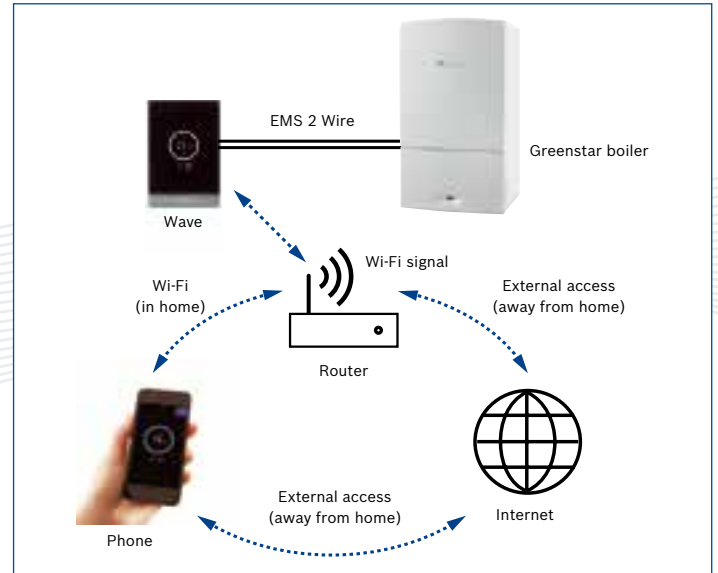 EMS 2 Wire
Greenstar boiler
Wave
Wi-Fi signal
Wi-Fi
(in home)
External access
(away from home)
Router
External access
(away from home)
Internet
Phone